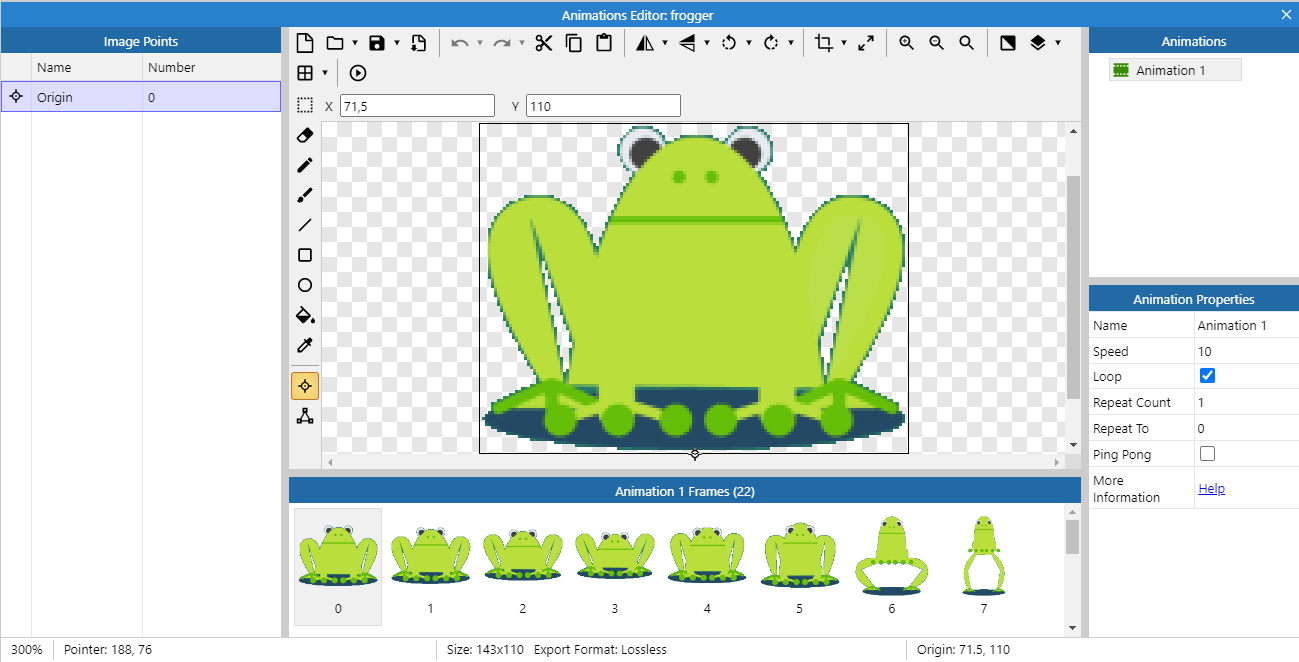 Animations Editor: frogger
Image Points
Name Number
Origin 0
X 71,5 Y 110
Animations
Animation 1
Animation Properties
Name Animation 1
Speed 10
Loop
Repeat Count 1
Repeat To 0
Ping Pong
More
Information Help
Animation 1 Frames (22)
0 1 2 3 4 5 6 7
300% Pointer: 188, 76 Size: 143x110 Export Format: Lossless Origin: 71.5, 110